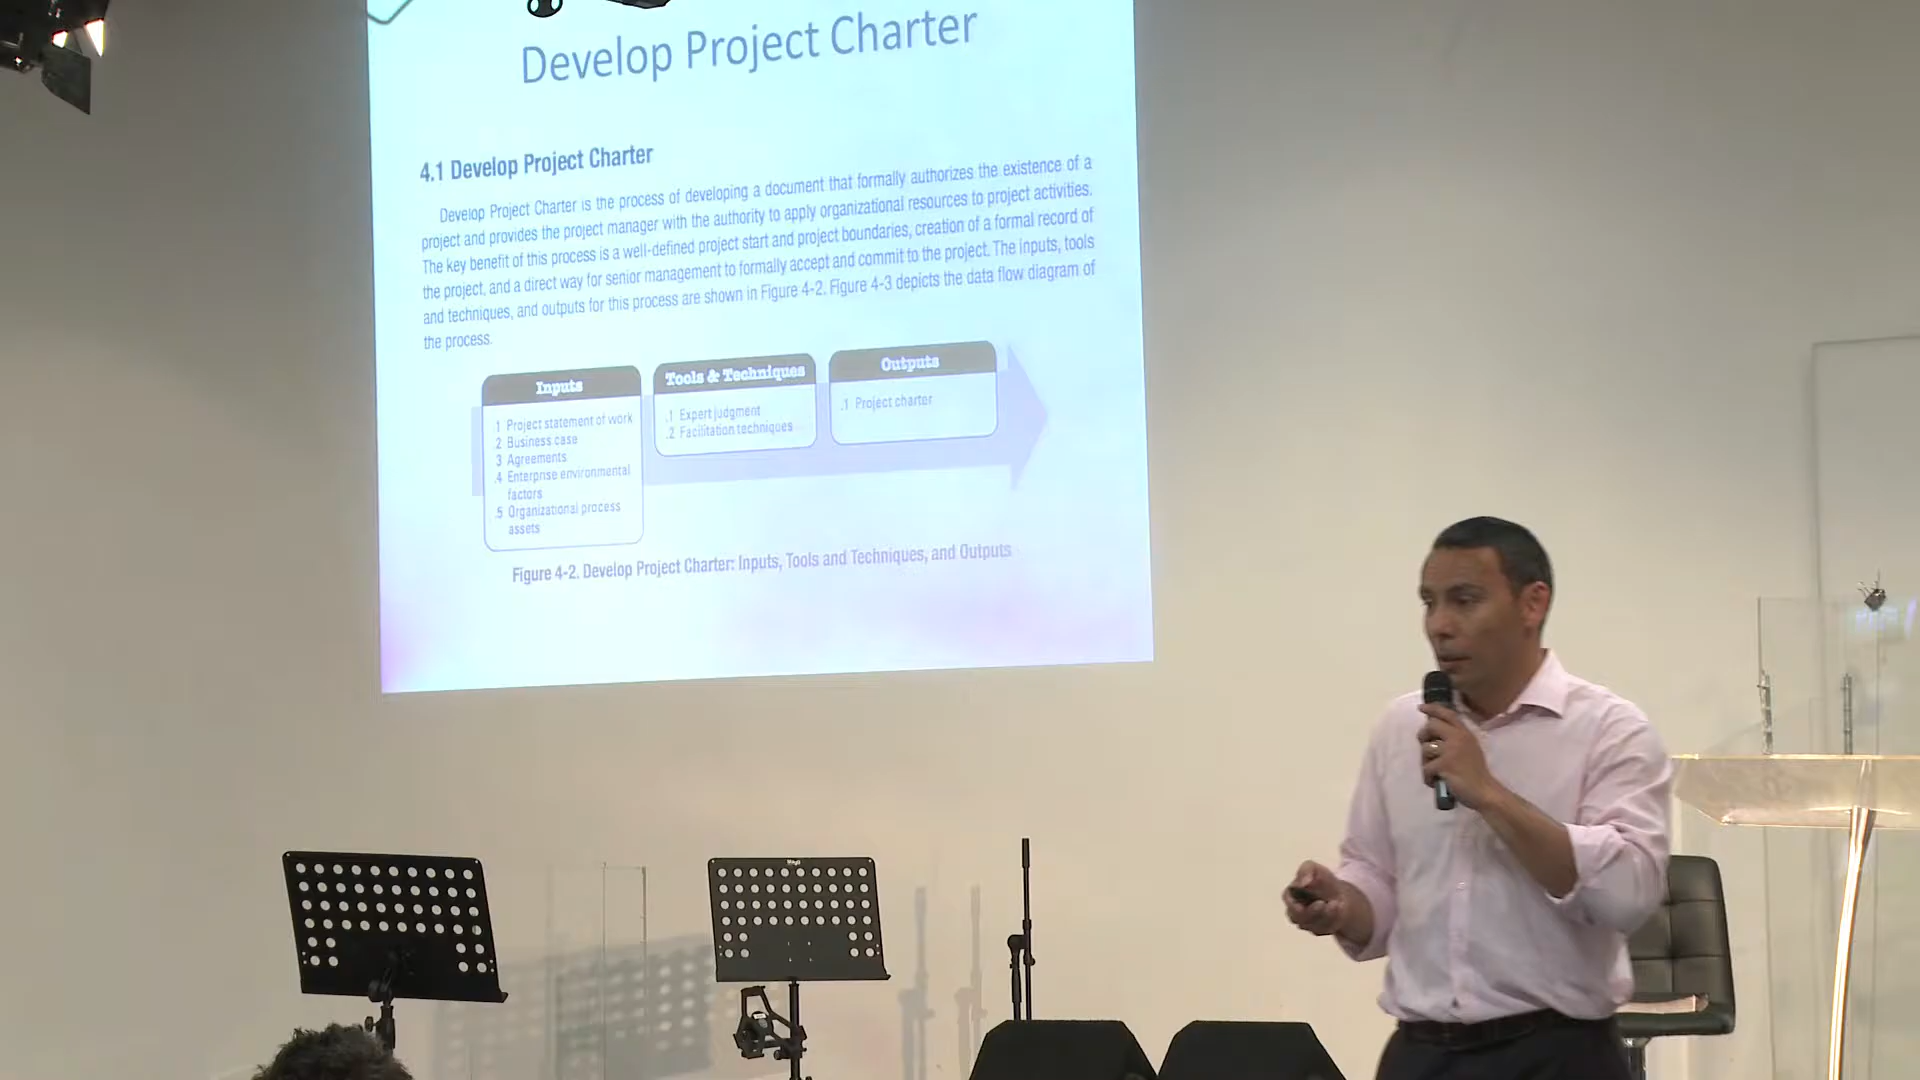 Develop Project Charter
4.1 Develop Project Charter
Develop Project Charter is the process of developing a document that formally authorizes the existence of a
project and provides the project manager with the authority to apply organizational resources to project activities.
The key benefit of this process is a well-defined project start and project boundaries, creation of a formal record of
the project, and a direct way for senior management to formally accept and commit to the project. The inputs, tools
and techniques, and outputs for this process are shown in Figure 4-2. Figure 4-3 depicts the data flow diagram of
the process.
Inputs
.1 Project statement of work
.2 Business case
.3 Agreements
.4 Enterprise environmental
factors
.5 Organizational process
assets
Tools & Techniques
.1 Expert judgment
.2 Facilitation techniques
Outputs
.1 Project charter
Figure 4-2. Develop Project Charter: Inputs, Tools and Techniques, and Outputs